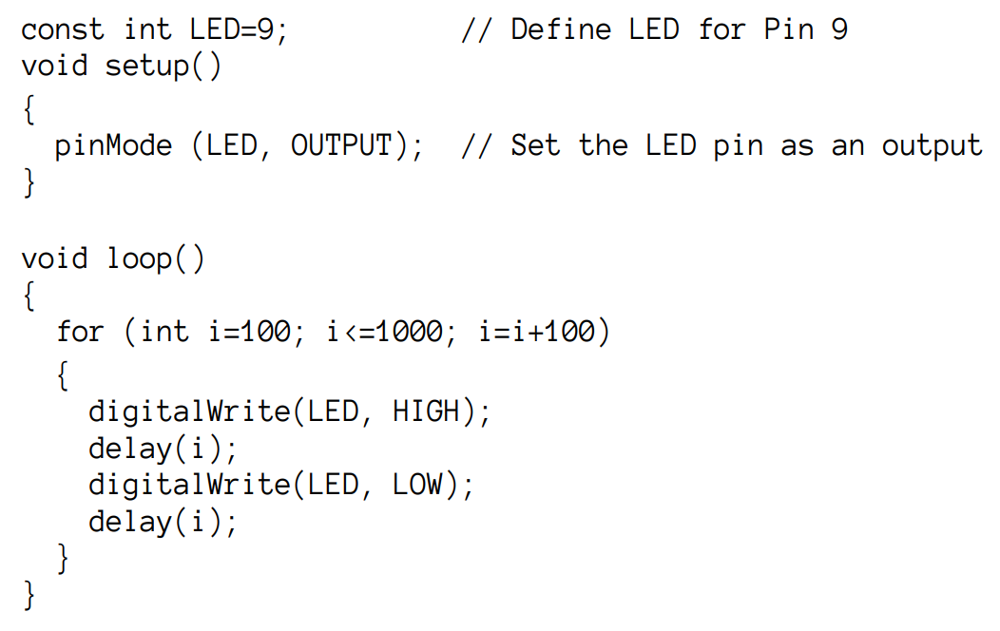 const int LED=9;          // Define LED for Pin 9
void setup()
{
  pinMode (LED, OUTPUT);  // Set the LED pin as an output
}

void loop()
{
  for (int i=100; i<=1000; i=i+100)
  {
    digitalWrite(LED, HIGH);
    delay(i);
    digitalWrite(LED, LOW);
    delay(i);
  }
}